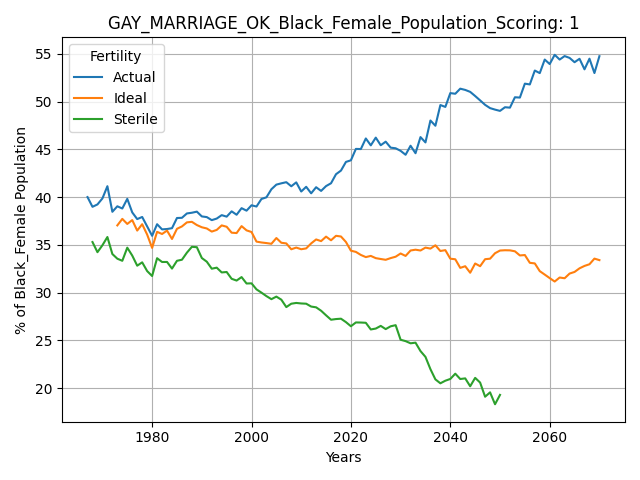 GAY_MARRIAGE_OK_Black_Female_Population_Scoring: 1
Fertility
Actual
Ideal
Sterile
% of Black_Female Population
55
50
45
40
35
30
25
20
1980
2000
2020
2040
2060
Years